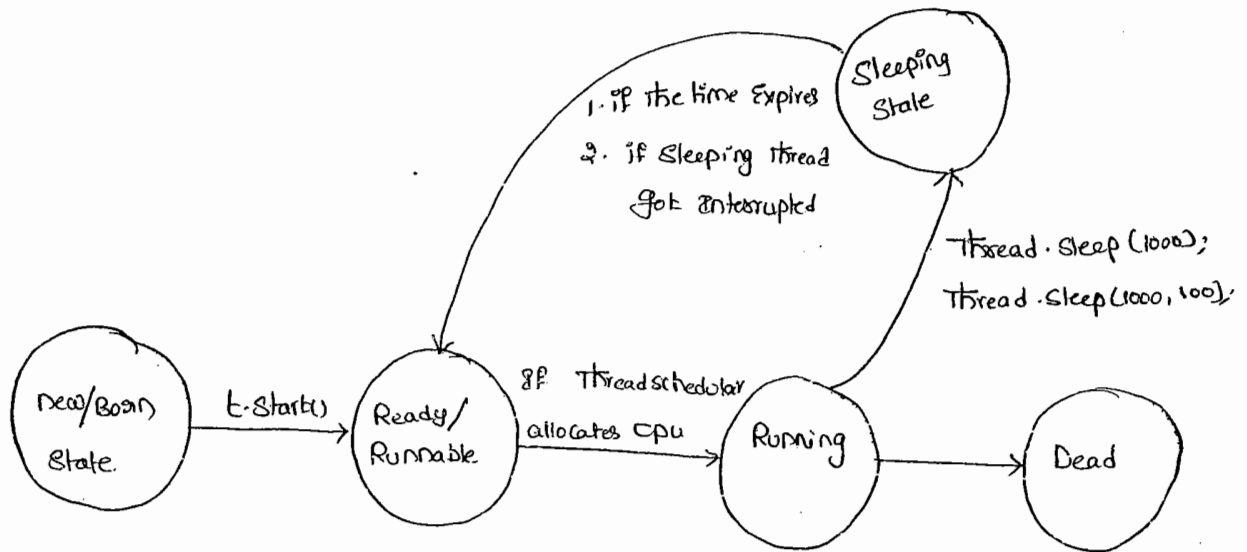 Sleeping
State
1. if the time Expires
2. if Sleeping thread
got interrupted
Thread.sleep(1000);
Thread.sleep(1000,100);
New/Born
State.
t.start()
Ready/
Runnable
If Threadschedular
allocates cpu
Running
Dead